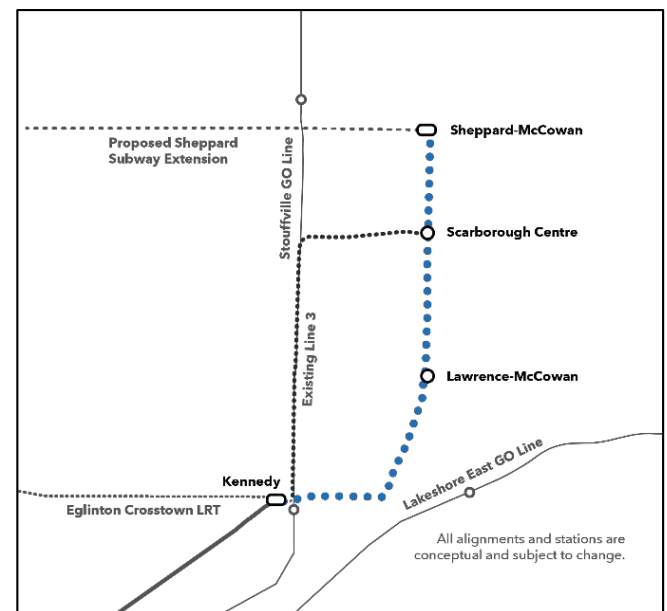 Sheppard-McCowan
Proposed Sheppard
Subway Extension
Stouffville GO Line
Scarborough Centre
Existing Line 3
Lawrence-McCowan
Kennedy
Lakeshore East GO Line
Eglinton Crosstown LRT
All alignments and stations are
conceptual and subject to change.